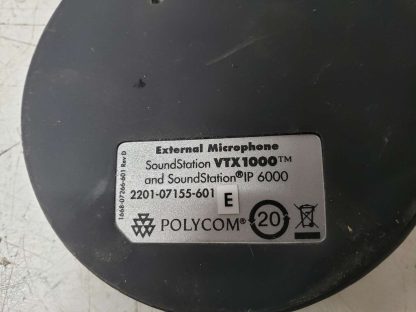 External Microphone
SoundStation VTX1000™
and SoundStation® IP 6000
2201-07155-601 E
POLYCOM® 20
1668-07266-601 Rev D